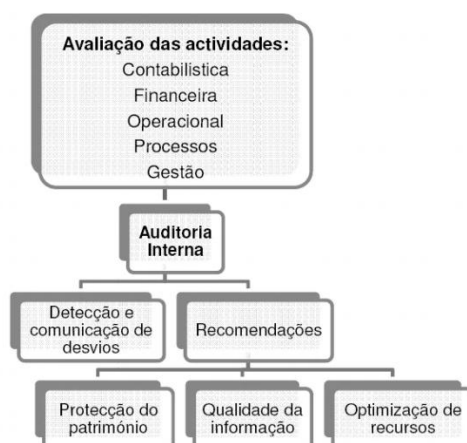 Avaliação das actividades:
Contabilistica
Financeira
Operacional
Processos
Gestão
Auditoria
Interna
Detecção e
comunicação de
desvios
Recomendações
Protecção do
património
Qualidade da
informação
Optimização de
recursos